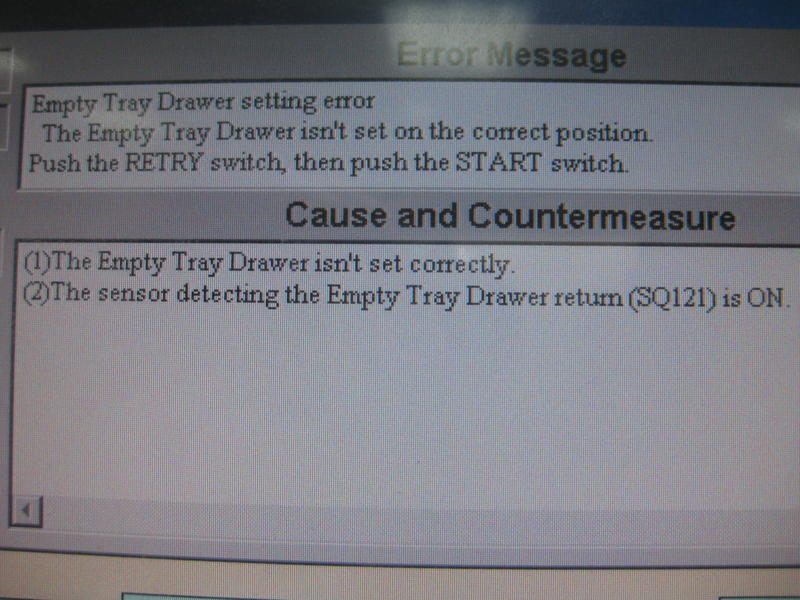 Error Message
Empty Tray Drawer setting error
The Empty Tray Drawer isn't set on the correct position.
Push the RETRY switch, then push the START switch.
Cause and Countermeasure
(1)The Empty Tray Drawer isn't set correctly.
(2)The sensor detecting the Empty Tray Drawer return (SQ121) is ON.